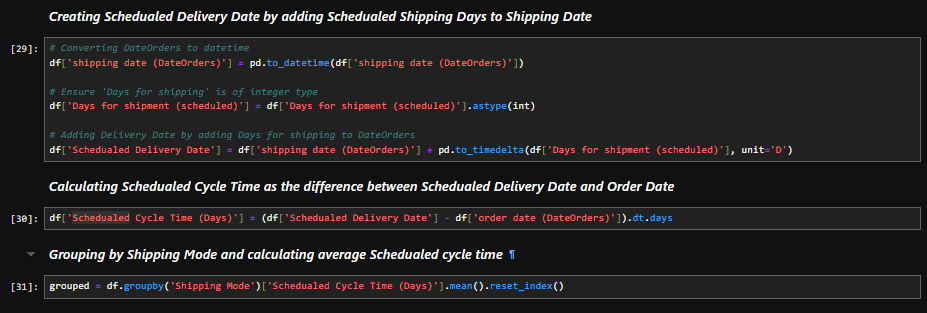 Creating Schedualed Delivery Date by adding Schedualed Shipping Days to Shipping Date
[29]:
# Converting DateOrders to datetime
df['shipping date (DateOrders)'] = pd.to_datetime(df['shipping date (DateOrders)'])
# Ensure 'Days for shipping' is of integer type
df['Days for shipment (scheduled)'] = df['Days for shipment (scheduled)'].astype(int)
# Adding Delivery Date by adding Days for shipping to DateOrders
df['Schedualed Delivery Date'] = df['shipping date (DateOrders)'] + pd.to_timedelta(df['Days for shipment (scheduled)'], unit='D')
Calculating Schedualed Cycle Time as the difference between Schedualed Delivery Date and Order Date
[30]:
df['Schedualed Cycle Time (Days)'] = (df['Schedualed Delivery Date'] - df['order date (DateOrders)']).dt.days
Grouping by Shipping Mode and calculating average Schedualed cycle time ¶
[31]:
grouped = df.groupby('Shipping Mode')['Schedualed Cycle Time (Days)'].mean().reset_index()